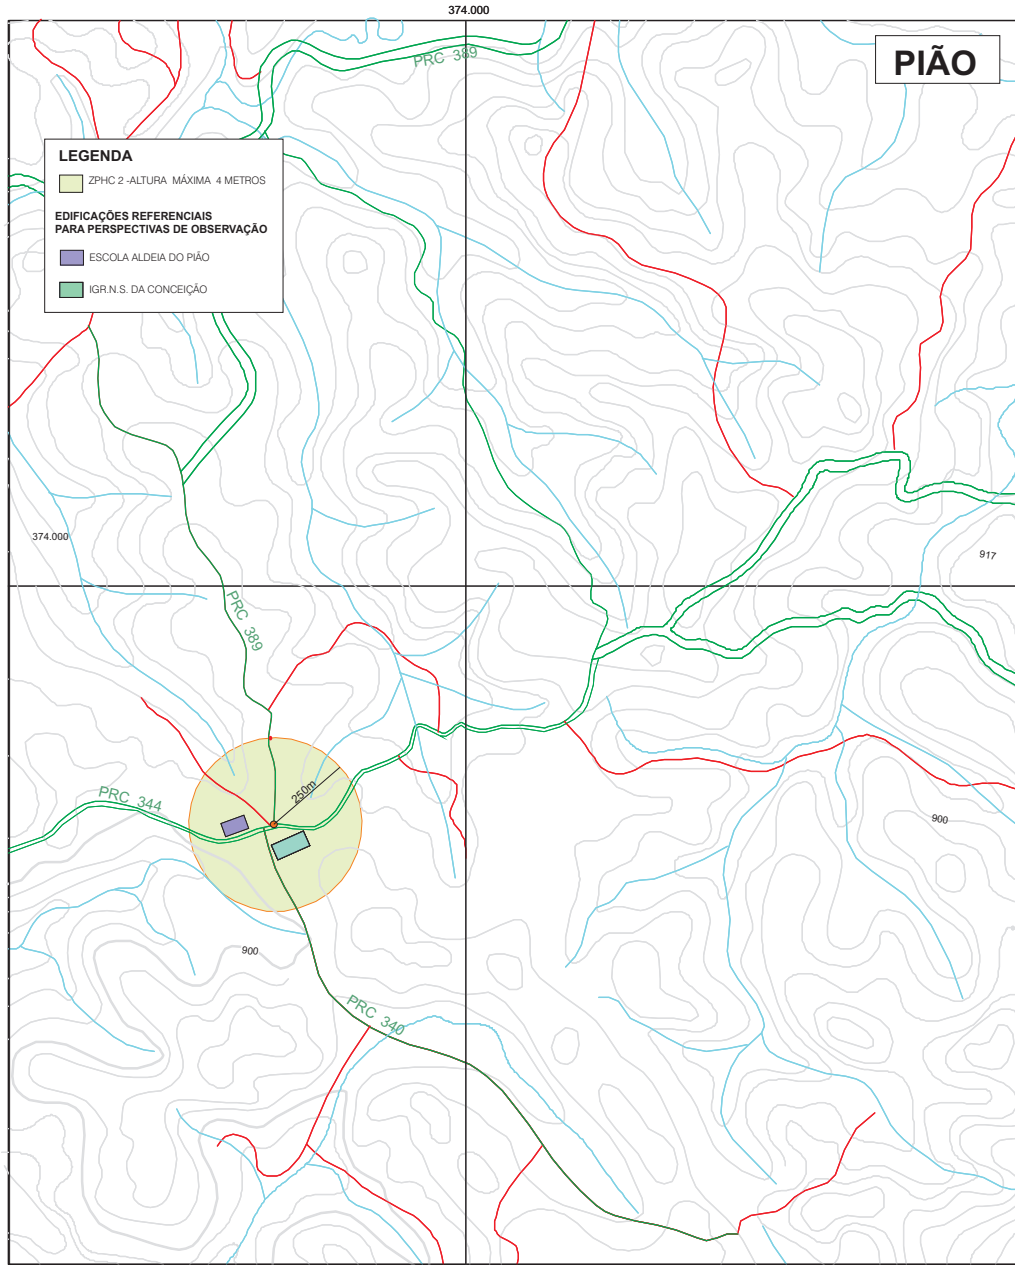 374.000
PIÃO
PRC 389
LEGENDA
ZPHC 2 -ALTURA MÁXIMA 4 METROS
EDIFICAÇÕES REFERENCIAIS
PARA PERSPECTIVAS DE OBSERVAÇÃO
ESCOLA ALDEIA DO PIÃO
IGR.N.S. DA CONCEIÇÃO
374.000
917
PRC 389
250m
PRC 344
900
900
PRC 340